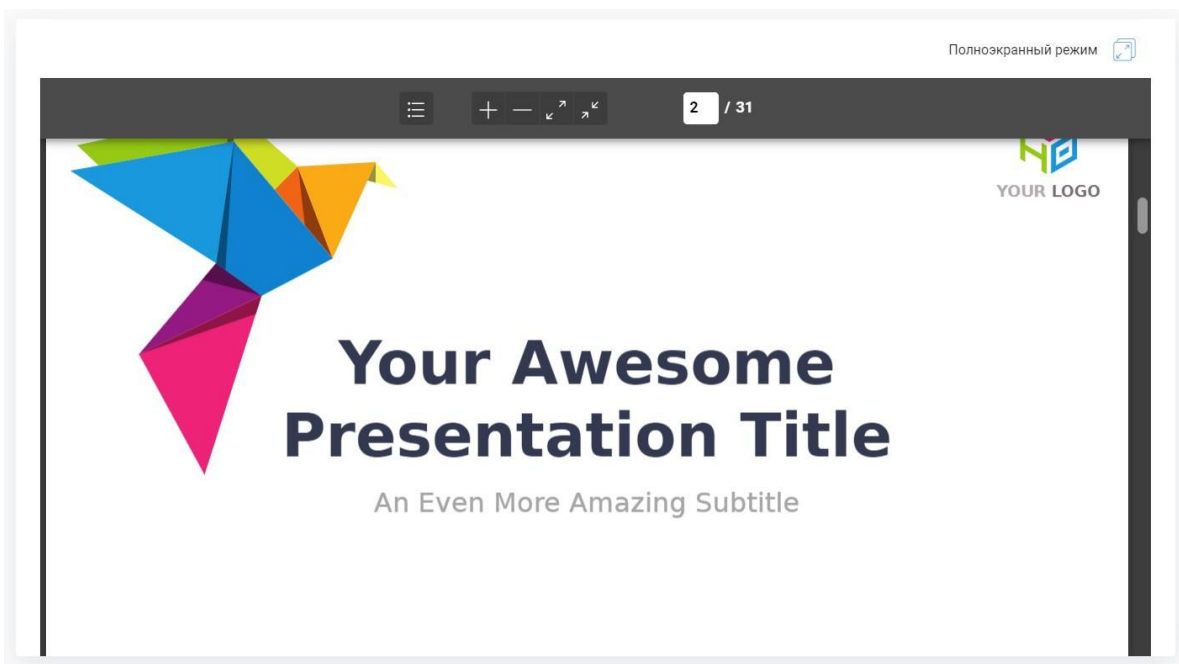 Полноэкранный режим
2 / 31
YOUR LOGO
Your Awesome
Presentation Title
An Even More Amazing Subtitle